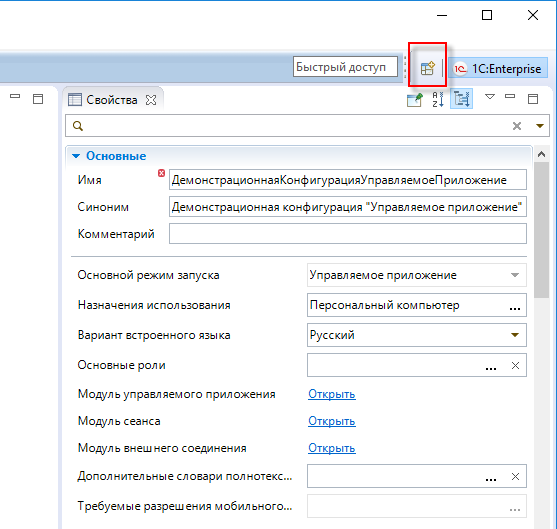 Быстрый доступ
1C:Enterprise
Свойства
Основные
Имя ДемонстрационнаяКонфигурацияУправляемоеПриложение
Синоним Демонстрационная конфигурация "Управляемое приложение"
Комментарий
Основной режим запуска Управляемое приложение
Назначения использования Персональный компьютер ...
Вариант встроенного языка Русский
Основные роли ...
Модуль управляемого приложения Открыть
Модуль сеанса Открыть
Модуль внешнего соединения Открыть
Дополнительные словари полнотекс... ...
Требуемые разрешения мобильного... ...